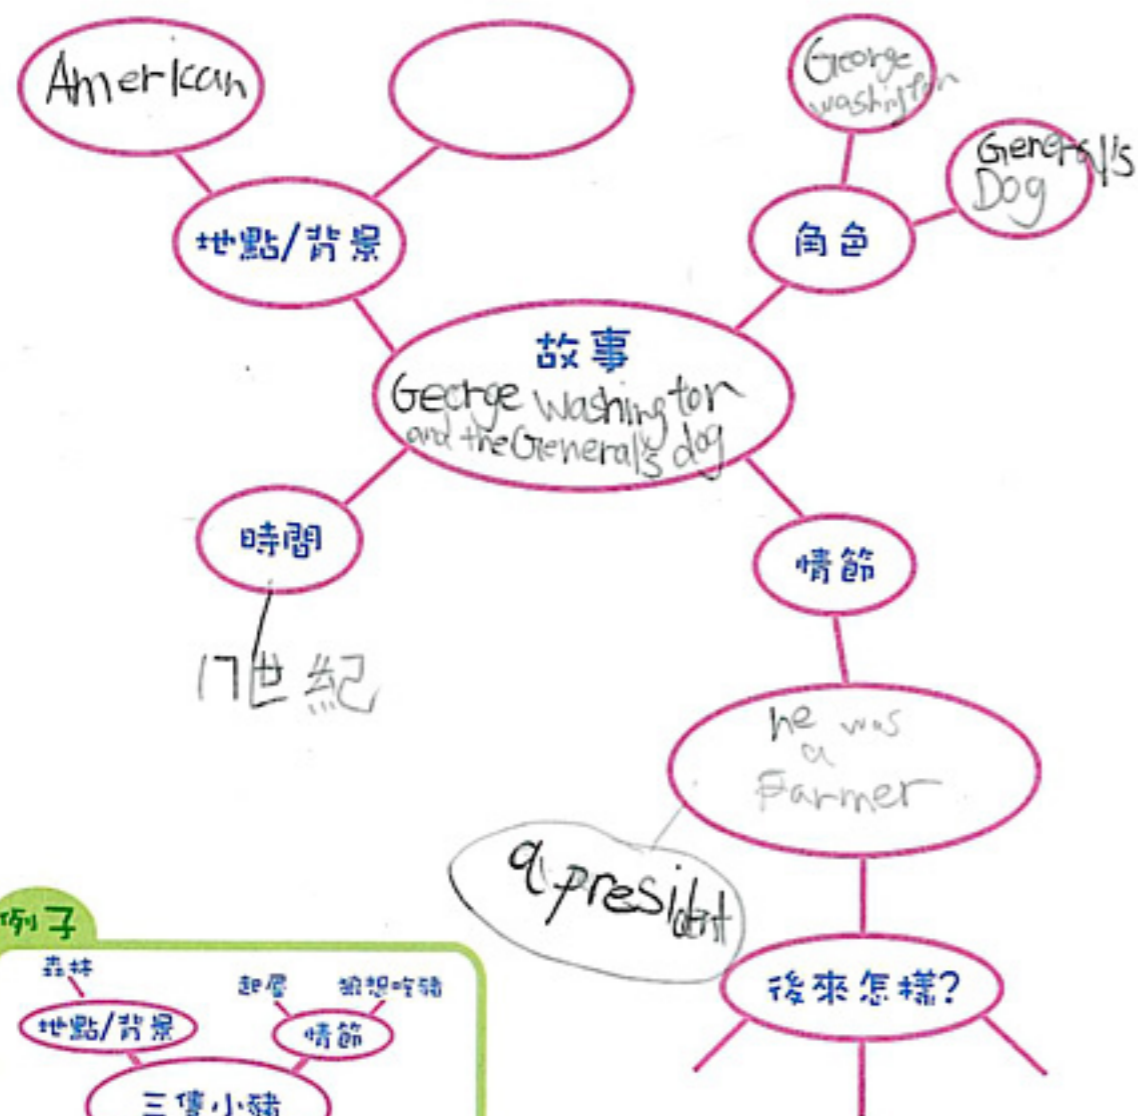 American
George
washington
General's
Dog
地點/背景
角色
故事
George washington
and the General's dog
時間
情節
17世紀
he was
a
Farmer
a president
後來怎樣?
例子
森林
起屋
狼想吃豬
地點/背景
情節
三隻小豬